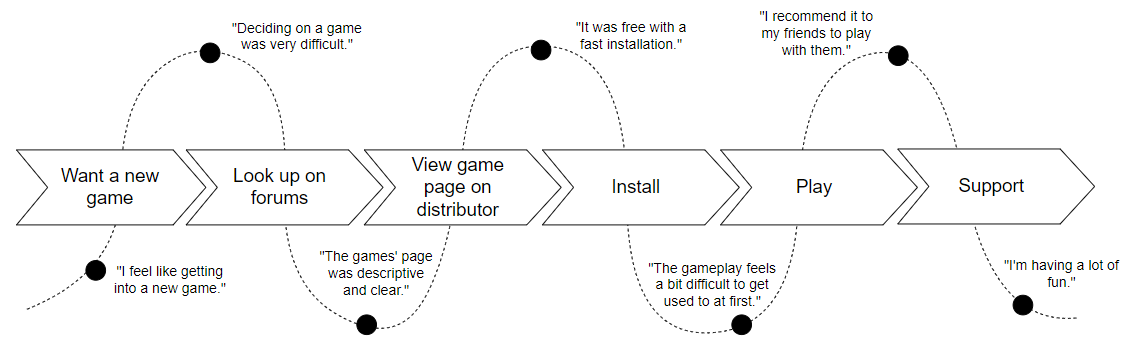 "Deciding on a game
was very difficult."
"It was free with a
fast installation."
"I recommend it to
my friends to play
with them."
Want a new
game
Look up on
forums
View game
page on
distributor
Install
Play
Support
"I feel like getting
into a new game."
"The games' page
was descriptive
and clear."
"The gameplay feels
a bit difficult to get
used to at first."
"I'm having a lot of
fun."